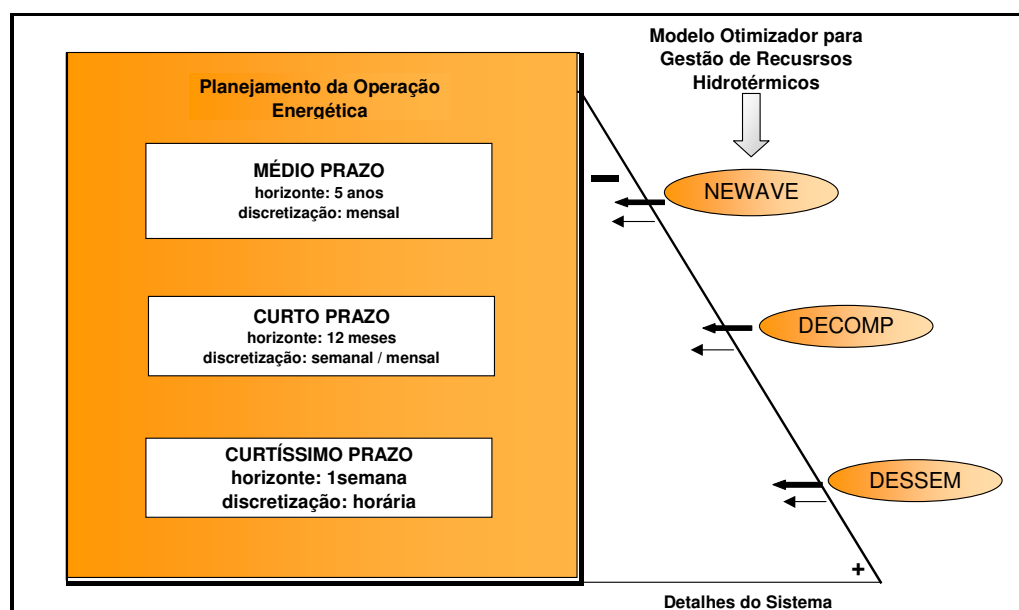 Modelo Otimizador para
Gestão de Recusrsos
Hidrotérmicos
Planejamento da Operação
Energética
MÉDIO PRAZO
horizonte: 5 anos
discretização: mensal
NEWAVE
CURTO PRAZO
horizonte: 12 meses
discretização: semanal / mensal
DECOMP
CURTÍSSIMO PRAZO
horizonte: 1semana
discretização: horária
DESSEM
+
Detalhes do Sistema